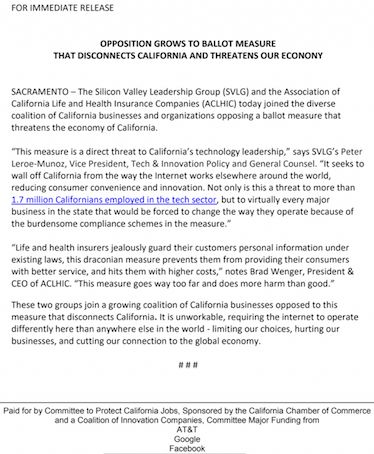 FOR IMMEDIATE RELEASE
OPPOSITION GROWS TO BALLOT MEASURE
THAT DISCONNECTS CALIFORNIA AND THREATENS OUR ECONONY
SACRAMENTO – The Silicon Valley Leadership Group (SVLG) and the Association of
California Life and Health Insurance Companies (ACLHIC) today joined the diverse
coalition of California businesses and organizations opposing a ballot measure that
threatens the economy of California.
“This measure is a direct threat to California’s technology leadership,” says SVLG’s Peter
Leroe-Munoz, Vice President, Tech & Innovation Policy and General Counsel. “It seeks to
wall off California from the way the Internet works elsewhere around the world,
reducing consumer convenience and innovation. Not only is this a threat to more than
1.7 million Californians employed in the tech sector, but to virtually every major
business in the state that would be forced to change the way they operate because of
the burdensome compliance schemes in the measure.”
“Life and health insurers jealously guard their customers personal information under
existing laws, this draconian measure prevents them from providing their consumers
with better service, and hits them with higher costs,” notes Brad Wenger, President &
CEO of ACLHIC. “This measure goes way too far and does more harm than good.”
These two groups join a growing coalition of California businesses opposed to this
measure that disconnects California. It is unworkable, requiring the internet to operate
differently here than anywhere else in the world - limiting our choices, hurting our
businesses, and cutting our connection to the global economy.
# # #
Paid for by Committee to Protect California Jobs, Sponsored by the California Chamber of Commerce
and a Coalition of Innovation Companies, Committee Major Funding from
AT&T
Google
Facebook